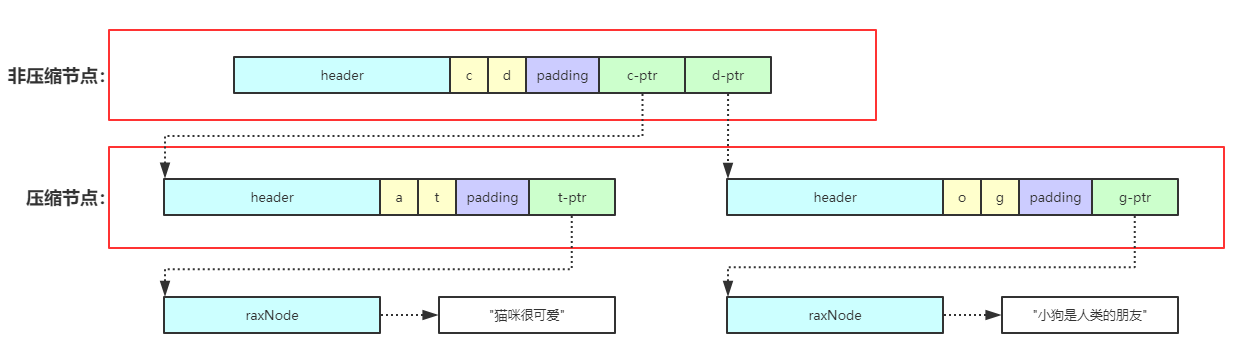 非压缩节点：
header c d padding c-ptr d-ptr
压缩节点：
header a t padding t-ptr header o g padding g-ptr
raxNode "猫咪很可爱" raxNode "小狗是人类的朋友"